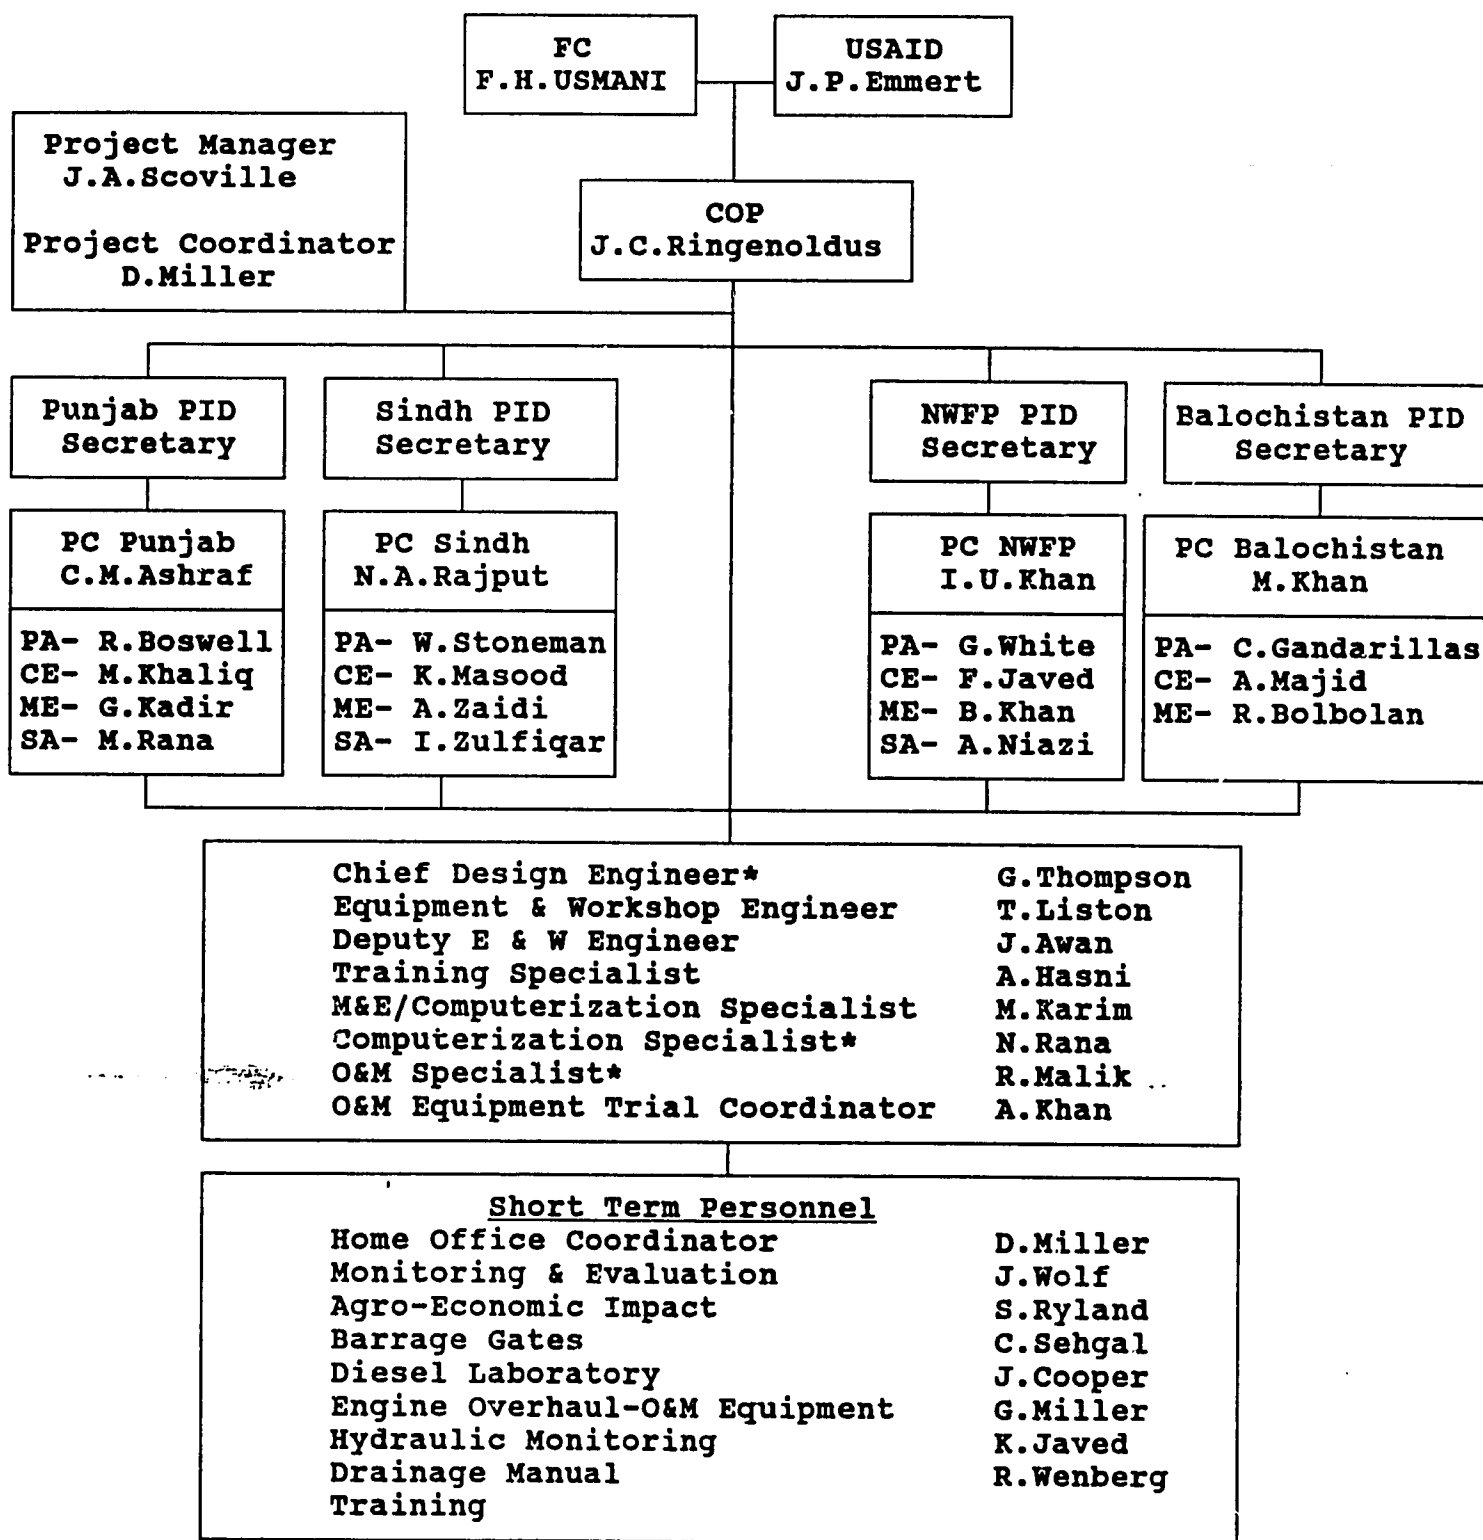 FC
F.H.USMANI
USAID
J.P.Emmert
Project Manager
J.A.Scoville
Project Coordinator
D.Miller
COP
J.C.Ringenoldus
Punjab PID
Secretary
Sindh PID
Secretary
NWFP PID
Secretary
Balochistan PID
Secretary
PC Punjab
C.M.Ashraf
PA- R.Boswell
CE- M.Khaliq
ME- G.Kadir
SA- M.Rana
PC Sindh
N.A.Rajput
PA- W.Stoneman
CE- K.Masood
ME- A.Zaidi
SA- I.Zulfiqar
PC NWFP
I.U.Khan
PA- G.White
CE- F.Javed
ME- B.Khan
SA- A.Niazi
PC Balochistan
M.Khan
PA- C.Gandarillas
CE- A.Majid
ME- R.Bolbolan
Chief Design Engineer* G.Thompson
Equipment & Workshop Engineer T.Liston
Deputy E & W Engineer J.Awan
Training Specialist A.Hasni
M&E/Computerization Specialist M.Karim
Computerization Specialist* N.Rana
O&M Specialist* R.Malik
O&M Equipment Trial Coordinator A.Khan
Short Term Personnel
Home Office Coordinator D.Miller
Monitoring & Evaluation J.Wolf
Agro-Economic Impact S.Ryland
Barrage Gates C.Sehgal
Diesel Laboratory J.Cooper
Engine Overhaul-O&M Equipment G.Miller
Hydraulic Monitoring K.Javed
Drainage Manual R.Wenberg
Training